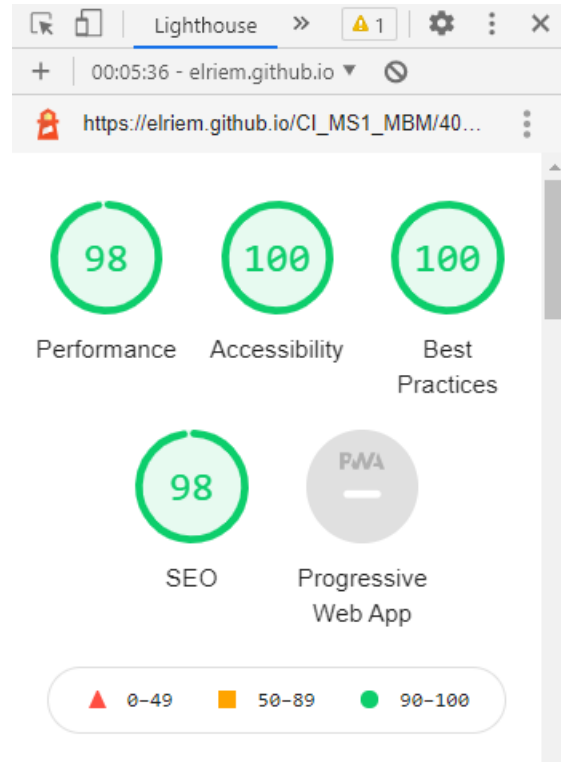 Lighthouse » 1
+ 00:05:36 - elriem.github.io ▼
https://elriem.github.io/CI_MS1_MBM/40...
98 100 100
Performance Accessibility Best
Practices
98 PWA
SEO Progressive
Web App
0–49 50–89 90–100